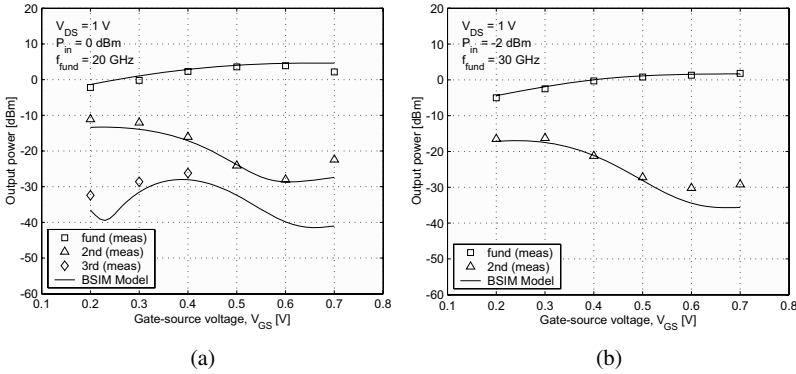 V_DS = 1 V
P_in = 0 dBm
f_fund = 20 GHz
Output power [dBm]
20
10
0
-10
-20
-30
-40
-50
-60
fund (meas)
2nd (meas)
3rd (meas)
BSIM Model
0.1 0.2 0.3 0.4 0.5 0.6 0.7 0.8
Gate-source voltage, V_GS [V]
(a)
V_DS = 1 V
P_in = -2 dBm
f_fund = 30 GHz
Output power [dBm]
20
10
0
-10
-20
-30
-40
-50
-60
fund (meas)
2nd (meas)
BSIM Model
0.1 0.2 0.3 0.4 0.5 0.6 0.7 0.8
Gate-source voltage, V_GS [V]
(b)